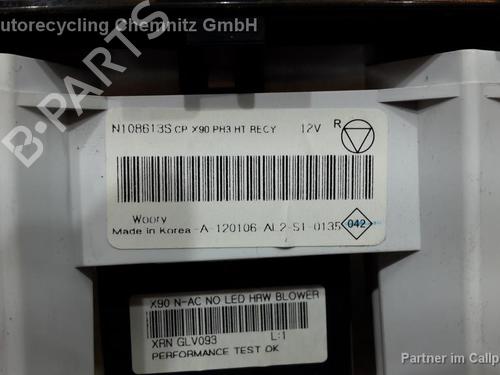 utorecycling Chemnitz GmbH
B-PARTS
N108613S CP X90 PH3 HT RECY 12V R
Woory
Made in Korea -A-120106 AL2-S1-0135 042
X90 N-AC NO LED HRW BLOWER
XRN GLV093 L:1
PERFORMANCE TEST OK
Partner im Callp